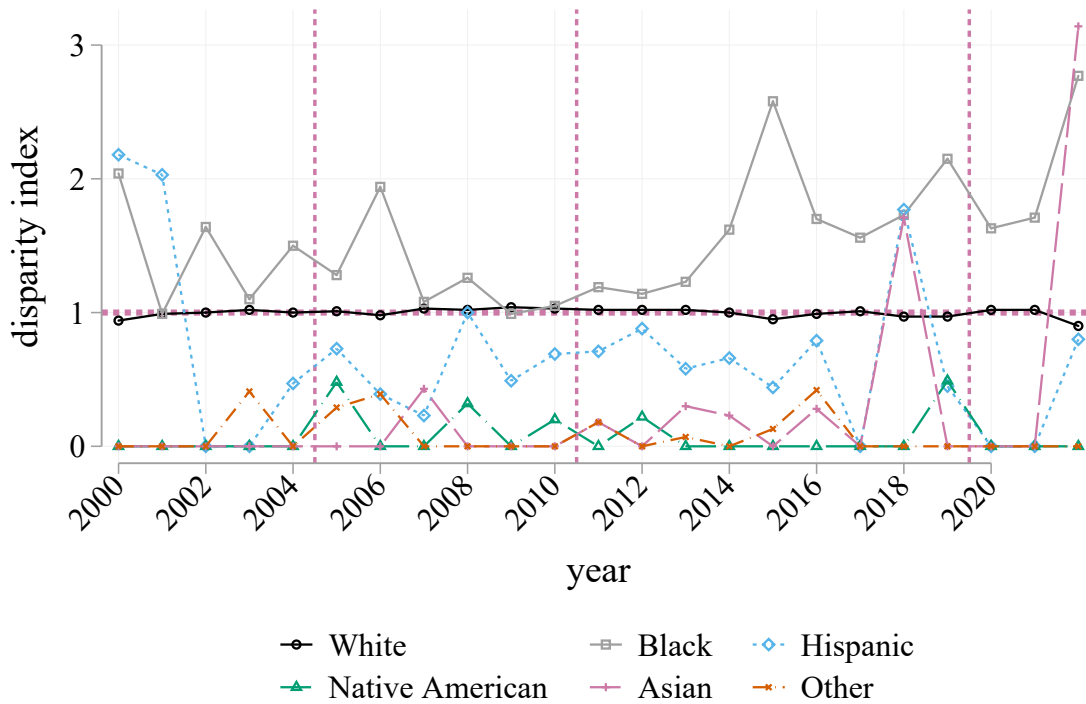 disparity index
3
2
1
0
2000 2002 2004 2006 2008 2010 2012 2014 2016 2018 2020
year
White Black Hispanic
Native American Asian Other